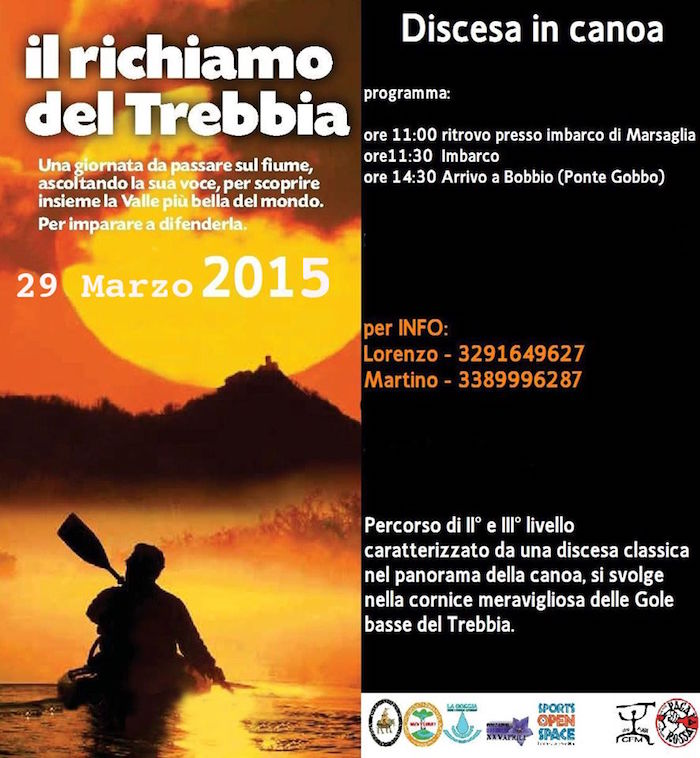 il richiamo
del Trebbia
Una giornata da passare sul fiume,
ascoltando la sua voce, per scoprire
insieme la Valle più bella del mondo.
Per imparare a difenderla.
29 Marzo 2015
Discesa in canoa
programma:
ore 11:00 ritrovo presso imbarco di Marsaglia
ore11:30 Imbarco
ore 14:30 Arrivo a Bobbio (Ponte Gobbo)
per INFO:
Lorenzo - 3291649627
Martino - 3389996287
Percorso di II° e III° livello
caratterizzato da una discesa classica
nel panorama della canoa, si svolge
nella cornice meravigliosa delle Gole
basse del Trebbia.
LA GOCCIA
SPORTS
OPEN
SPACE
CFM